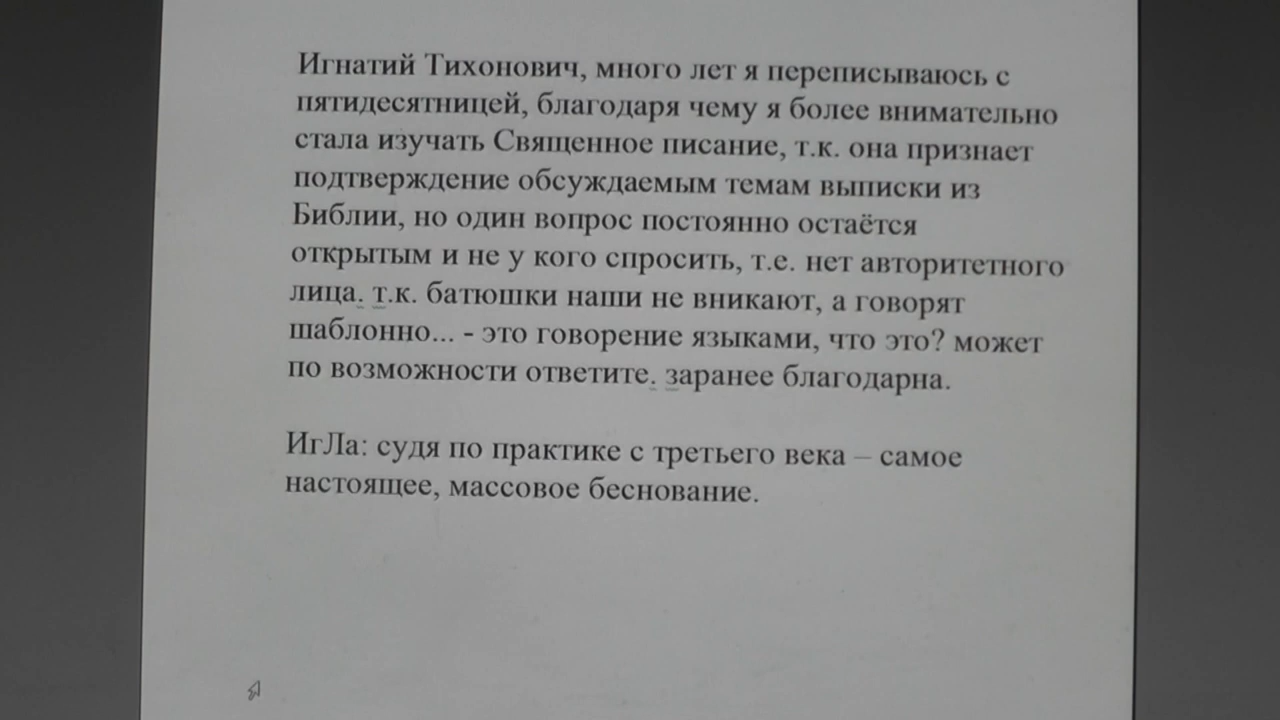 Игнатий Тихонович, много лет я переписываюсь с
пятидесятницей, благодаря чему я более внимательно
стала изучать Священное писание, т.к. она признает
подтверждение обсуждаемым темам выписки из
Библии, но один вопрос постоянно остаётся
открытым и не у кого спросить, т.е. нет авторитетного
лица. т.к. батюшки наши не вникают, а говорят
шаблонно... - это говорение языками, что это? может
по возможности ответите. заранее благодарна.
ИгЛа: судя по практике с третьего века – самое
настоящее, массовое беснование.